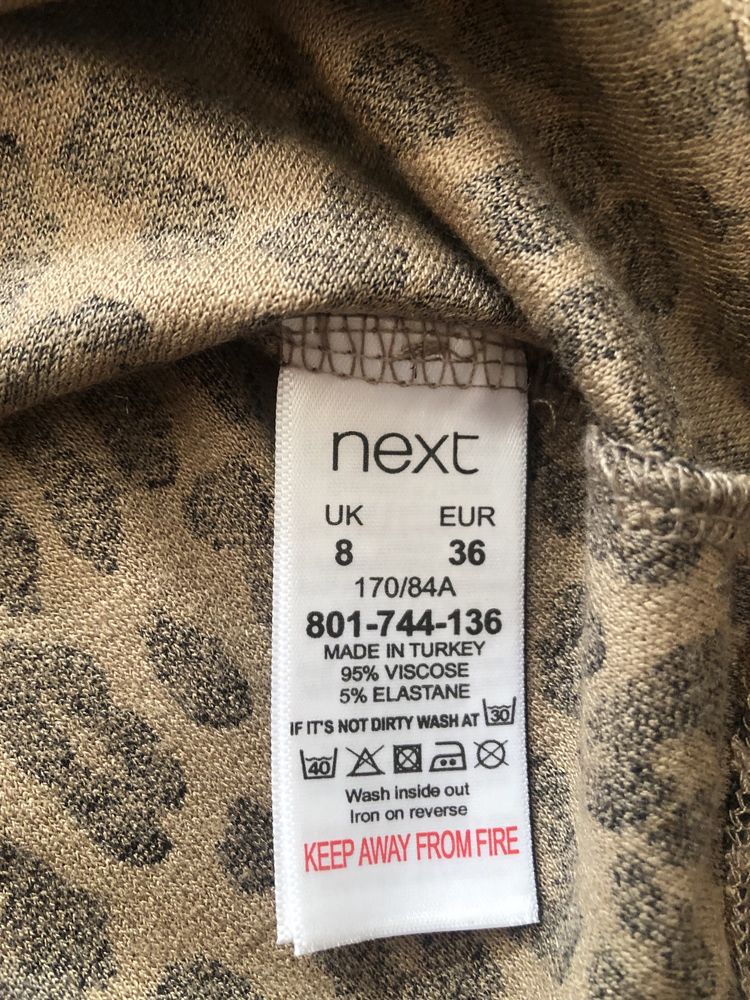 next
UK EUR
8 36
170/84A
801-744-136
MADE IN TURKEY
95% VISCOSE
5% ELASTANE
IF IT'S NOT DIRTY WASH AT 30
40
Wash inside out
Iron on reverse
KEEP AWAY FROM FIRE